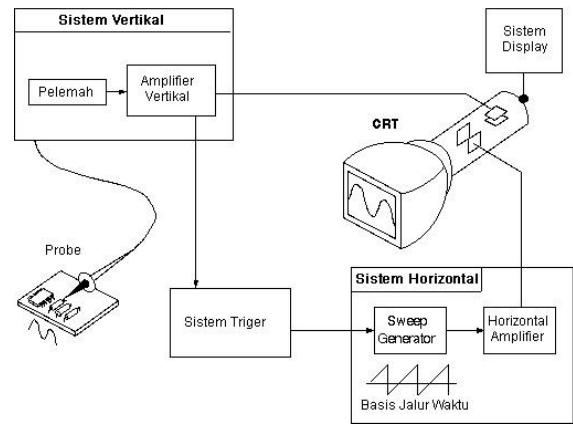 Sistem Vertikal
Pelemah
Amplifier
Vertikal
Sistem
Display
CRT
Probe
Sistem Triger
Sistem Horizontal
Sweep
Generator
Horizontal
Amplifier
Basis Jalur Waktu